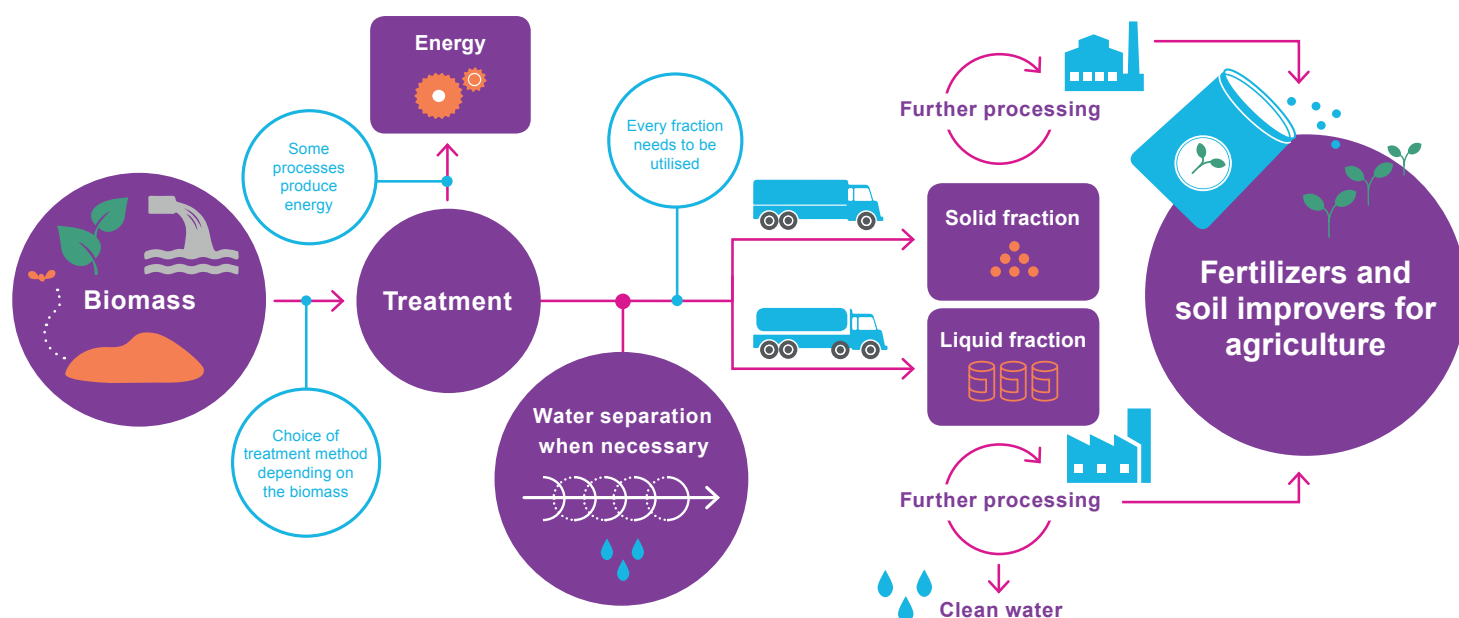 Energy
Some
processes
produce
energy
Every fraction
needs to be
utilised
Further processing
Biomass
Treatment
Solid fraction
Liquid fraction
Fertilizers and
soil improvers for
agriculture
Choice of
treatment method
depending on
the biomass
Water separation
when necessary
Further processing
Clean water